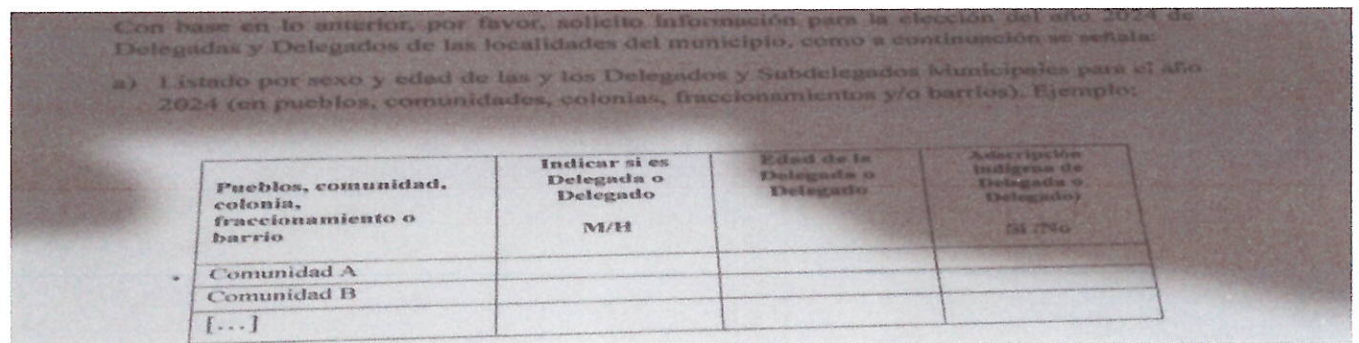 Con base en lo anterior, por favor, solicito información para la elección del año 2024 de
Delegadas y Delegados de las localidades del municipio, como a continuación se señala:
a) Listado por sexo y edad de las y los Delegados y Subdelegados Municipales para el año
2024 (en pueblos, comunidades, colonias, fraccionamientos y/o barrios). Ejemplo:
Pueblos, comunidad,
colonia,
fraccionamiento o
barrio
Indicar si es
Delegada o
Delegado
M/H
Edad de la
Delegada o
Delegado
Adscripción
indígena de
Delegada o
Delegado)
Si /No
Comunidad A
Comunidad B
[...]